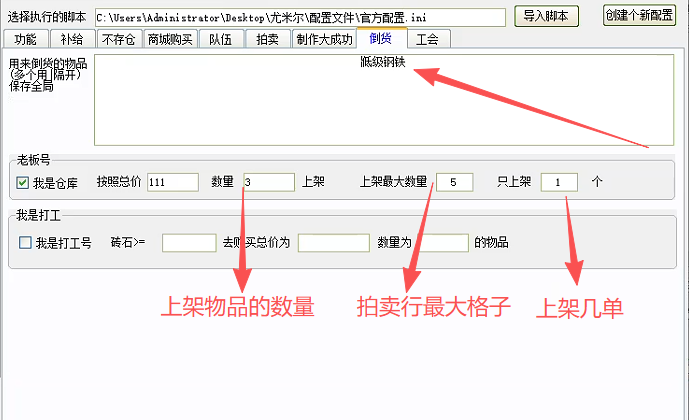 选择执行的脚本 C:\Users\Administrator\Desktop\尤米尔\配置文件\官方配置.ini 导入脚本 创建个新配置
功能 补给 不存仓 商城购买 队伍 拍卖 制作大成功 倒货 工会
用来倒货的物品
(多个用|隔开)
保存全局
低级钢铁
老板号
我是仓库 按照总价 111 数量 3 上架 上架最大数量 5 只上架 1 个
我是打工
我是打工号 砖石>= 去购买总价为 数量为 的物品
上架物品的数量 拍卖行最大格子 上架几单